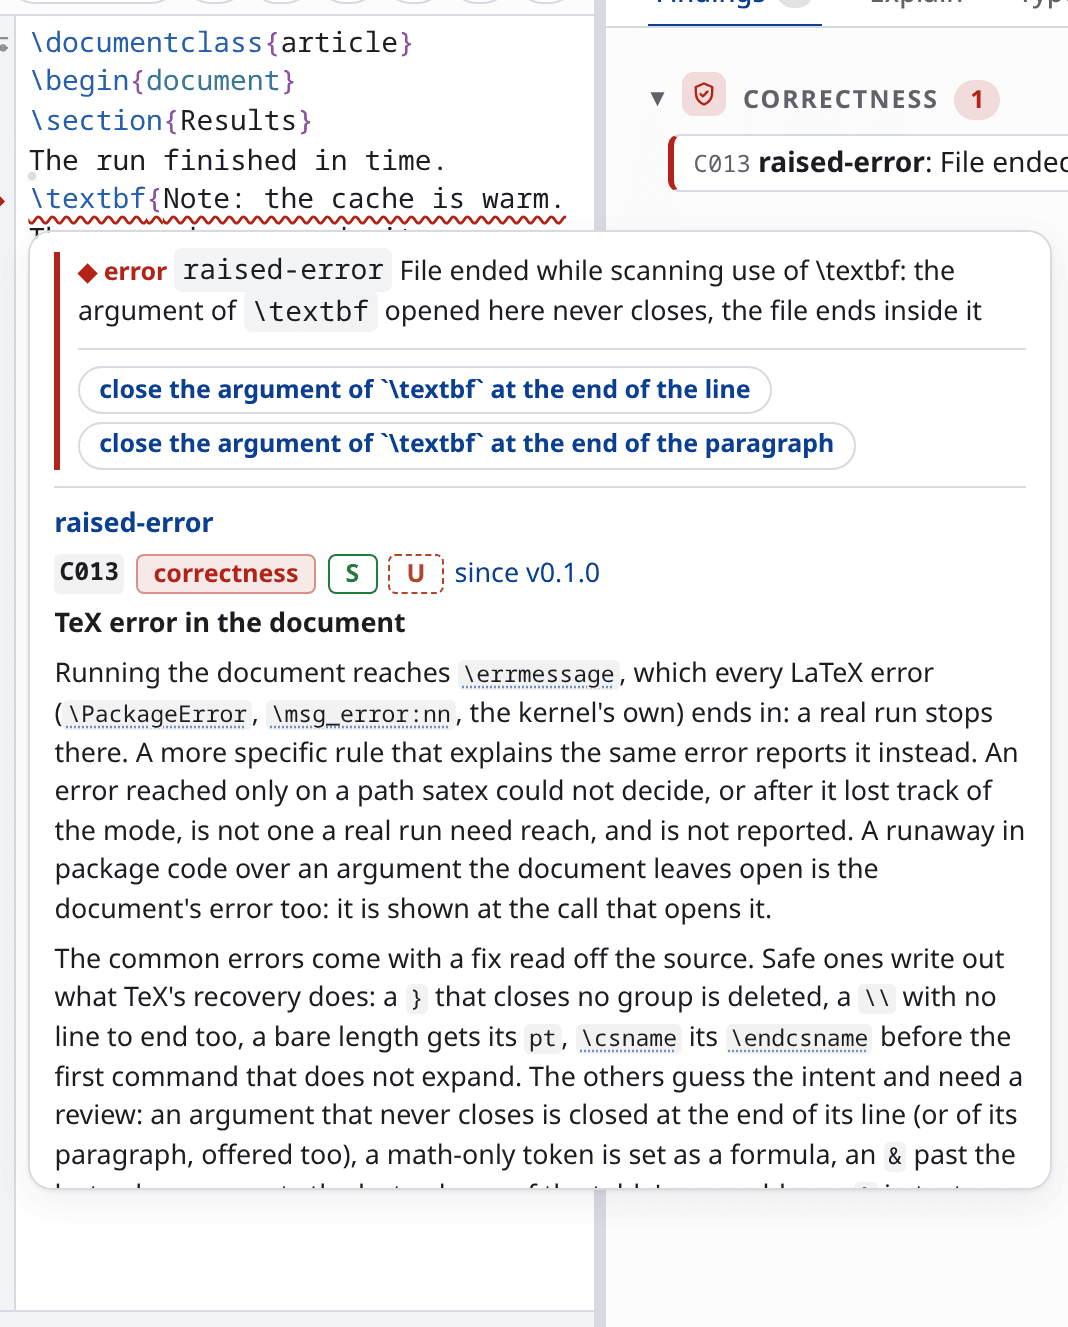 Findings Explain
\documentclass{article}
\begin{document}
\section{Results}
The run finished in time.
\textbf{Note: the cache is warm.
▼ CORRECTNESS 1
C013 raised-error: File ended
◆ error raised-error File ended while scanning use of \textbf: the
argument of \textbf opened here never closes, the file ends inside it
close the argument of `\textbf` at the end of the line
close the argument of `\textbf` at the end of the paragraph
raised-error
C013 correctness S U since v0.1.0
TeX error in the document
Running the document reaches \errmessage, which every LaTeX error
(\PackageError, \msg_error:nn, the kernel's own) ends in: a real run stops
there. A more specific rule that explains the same error reports it instead. An
error reached only on a path satex could not decide, or after it lost track of
the mode, is not one a real run need reach, and is not reported. A runaway in
package code over an argument the document leaves open is the
document's error too: it is shown at the call that opens it.
The common errors come with a fix read off the source. Safe ones write out
what TeX's recovery does: a } that closes no group is deleted, a \\ with no
line to end too, a bare length gets its pt, \csname its \endcsname before the
first command that does not expand. The others guess the intent and need a
review: an argument that never closes is closed at the end of its line (or of its
paragraph, offered too), a math-only token is set as a formula, an & past the